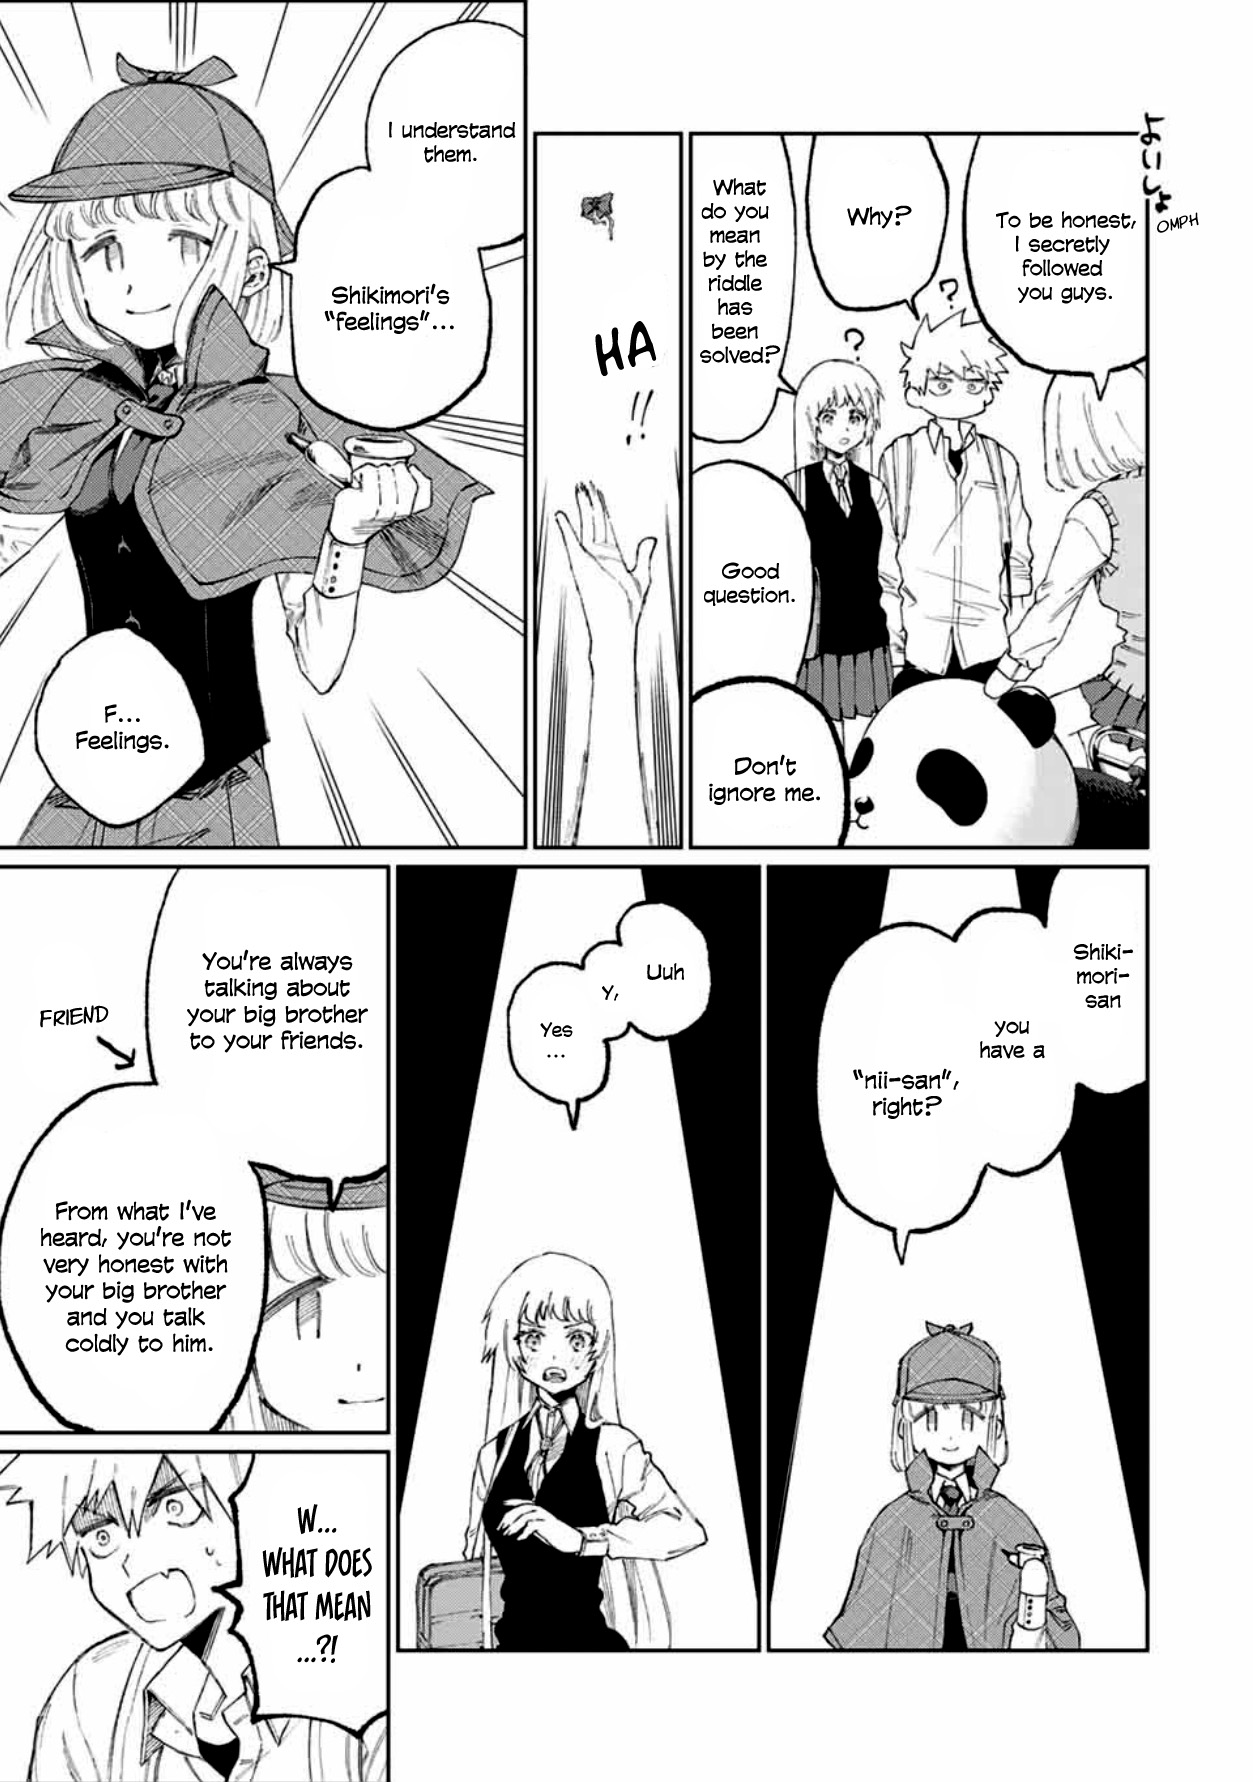 よっこいしょ
OMPH
To be honest,
I secretly
followed
you guys.
?
Why?
?
What
do you
mean
by the
riddle
has
been
solved?
Good
question.
Don't
ignore me.
HA
!!
I understand
them.
Shikimori's
"feelings"...
F...
Feelings.
Shiki-
mori-
san
you
have a
"nii-san",
right?
Uuh
Y,
Yes
...
You're always
talking about
your big brother
to your friends.
FRIEND
From what I've
heard, you're not
very honest with
your big brother
and you talk
coldly to him.
W...
WHAT DOES
THAT MEAN
...?!